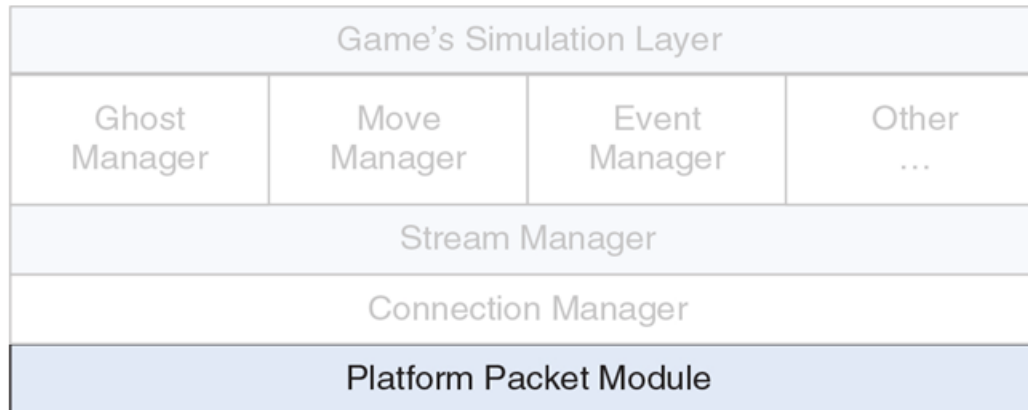 Game's Simulation Layer
Ghost
Manager
Move
Manager
Event
Manager
Other
...
Stream Manager
Connection Manager
Platform Packet Module